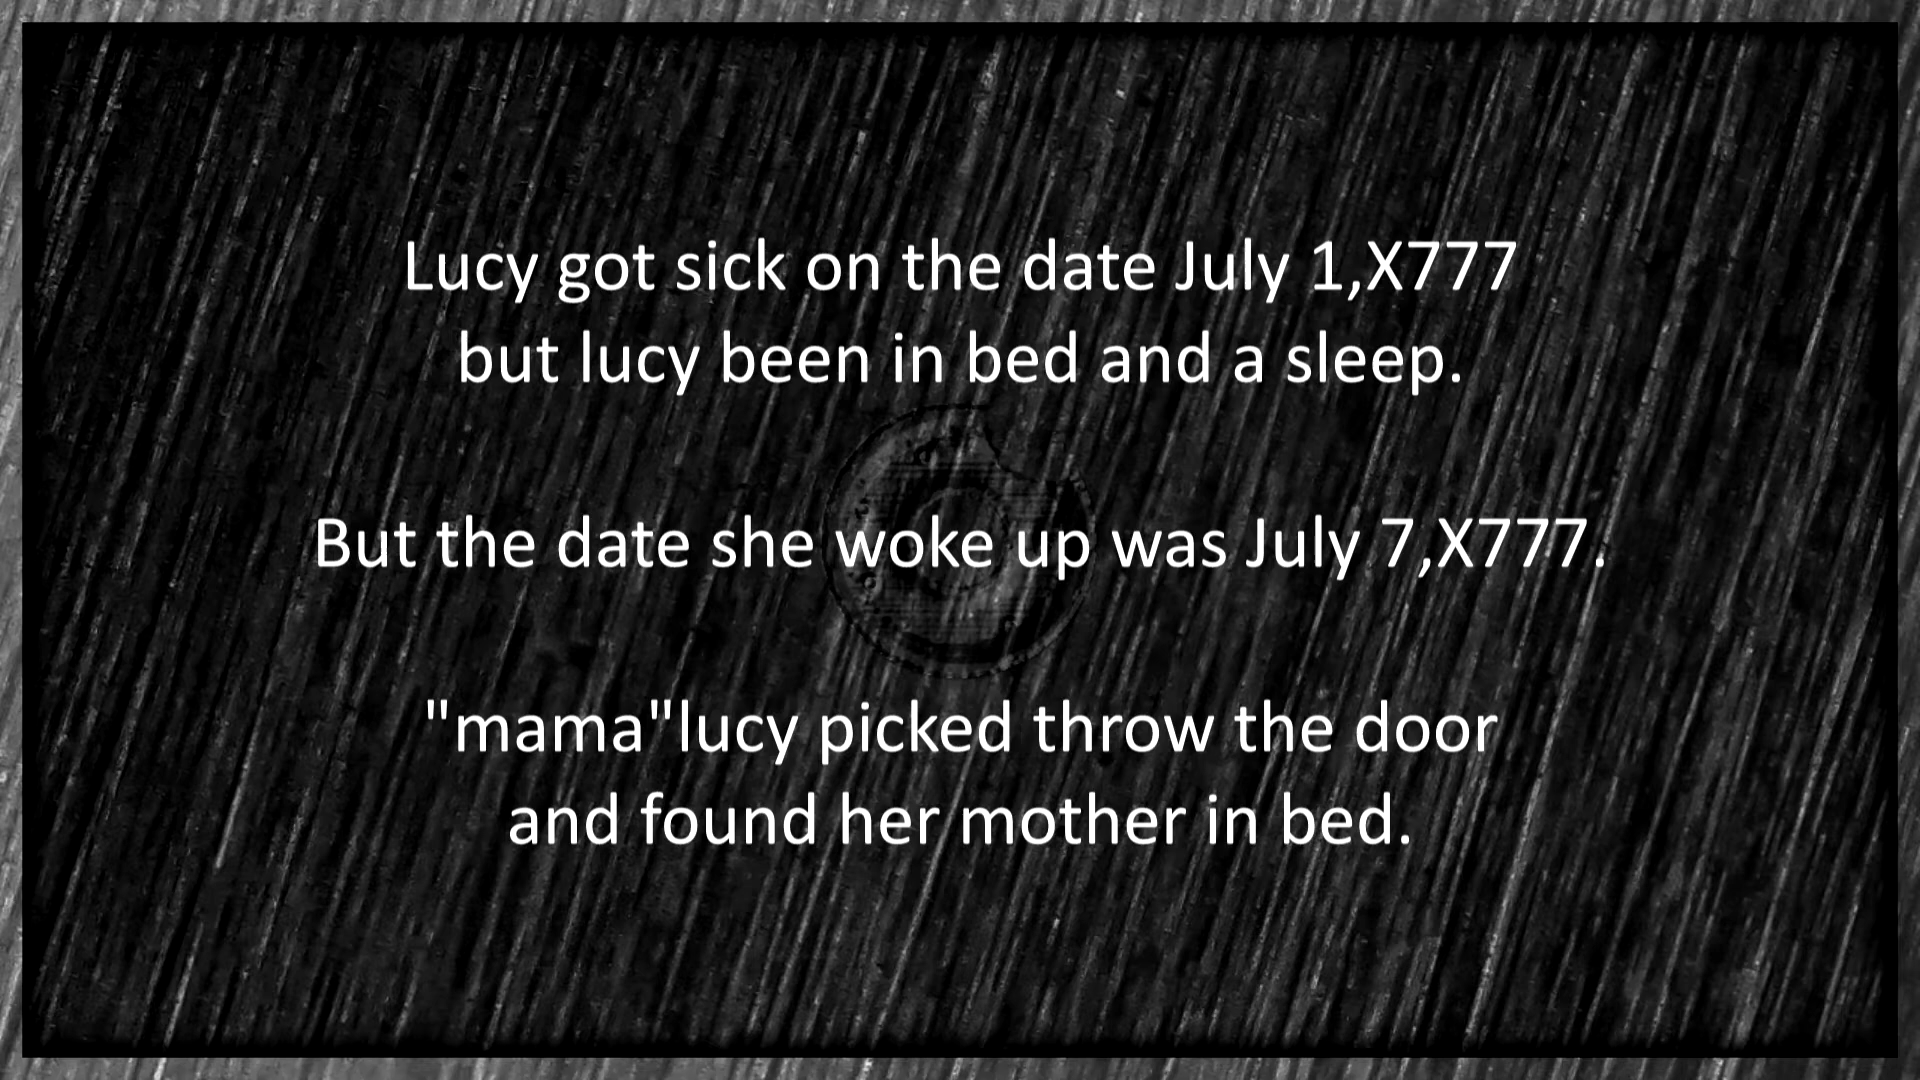 Lucy got sick on the date July 1,X777
but lucy been in bed and a sleep.
But the date she woke up was July 7,X777.
"mama"lucy picked throw the door
and found her mother in bed.